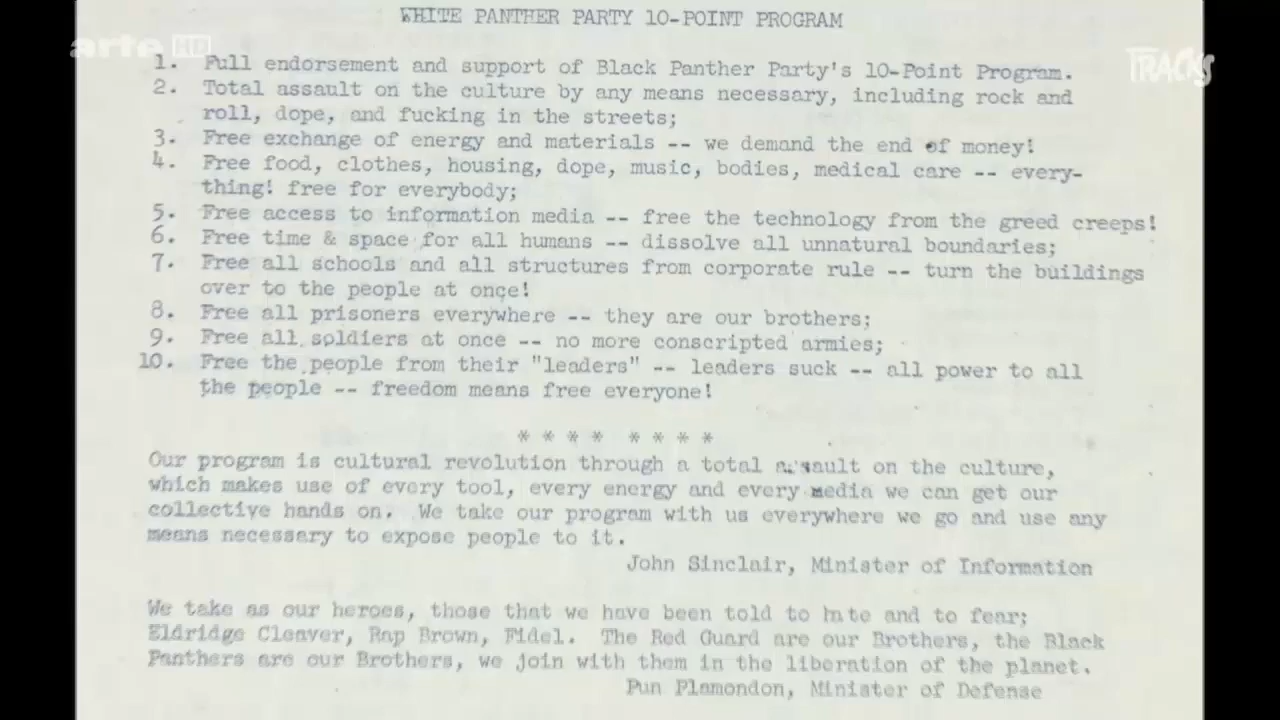 WHITE PANTHER PARTY 10-POINT PROGRAM
arte HD
TRACKS
1. Full endorsement and support of Black Panther Party's 10-Point Program.
2. Total assault on the culture by any means necessary, including rock and
roll, dope, and fucking in the streets;
3. Free exchange of energy and materials -- we demand the end of money!
4. Free food, clothes, housing, dope, music, bodies, medical care -- every-
thing! free for everybody;
5. Free access to information media -- free the technology from the greed creeps!
6. Free time & space for all humans -- dissolve all unnatural boundaries;
7. Free all schools and all structures from corporate rule -- turn the buildings
over to the people at once!
8. Free all prisoners everywhere -- they are our brothers;
9. Free all soldiers at once -- no more conscripted armies;
10. Free the people from their "leaders" -- leaders suck -- all power to all
the people -- freedom means free everyone!
* * * * * * * *
Our program is cultural revolution through a total assault on the culture,
which makes use of every tool, every energy and every media we can get our
collective hands on. We take our program with us everywhere we go and use any
means necessary to expose people to it.
John Sinclair, Minister of Information
We take as our heroes, those that we have been told to hate and to fear;
Eldridge Cleaver, Rap Brown, Fidel. The Red Guard are our Brothers, the Black
Panthers are our Brothers, we join with them in the liberation of the planet.
Pun Plamondon, Minister of Defense